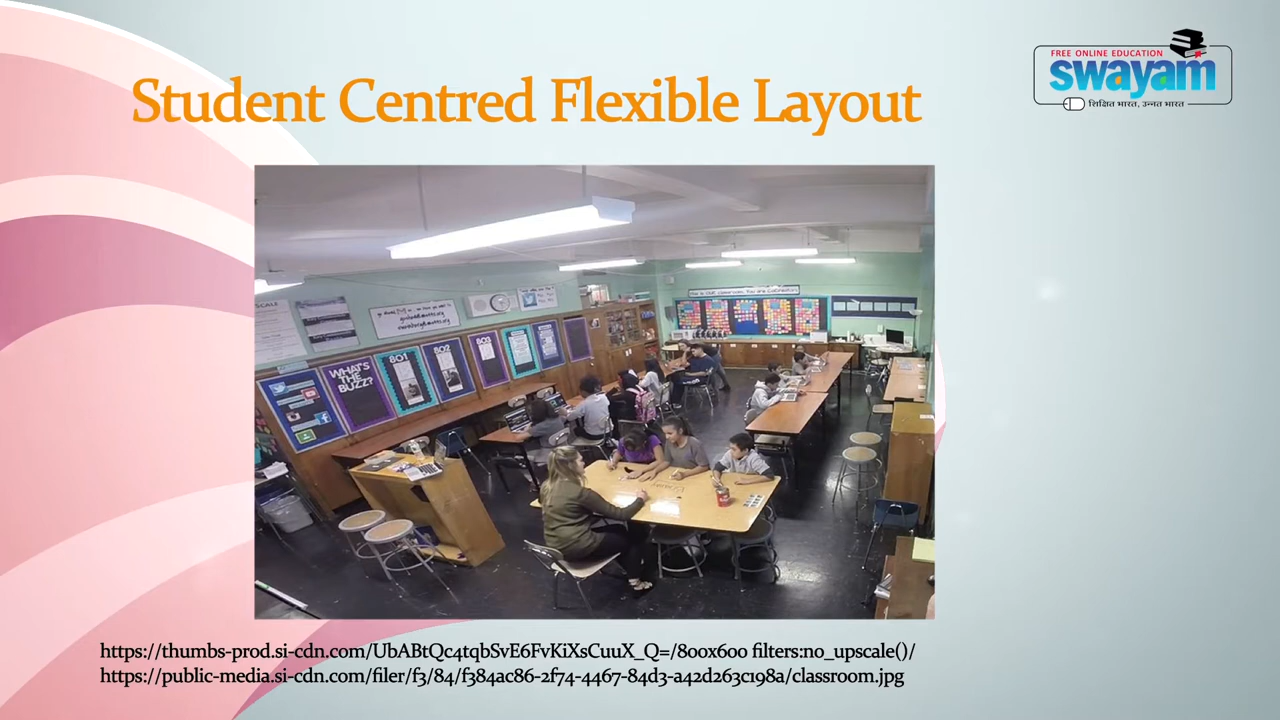 Student Centred Flexible Layout
FREE ONLINE EDUCATION
swayam
शिक्षित भारत, उन्नत भारत
SCALE
WHAT'S
THE
BUZZ?
801
802
803
https://thumbs-prod.si-cdn.com/UbABtQc4tqbSvE6FvKiXsCuuX_Q=/800x600 filters:no_upscale()/
https://public-media.si-cdn.com/filer/f3/84/f384ac86-2f74-4467-84d3-a42d263c198a/classroom.jpg